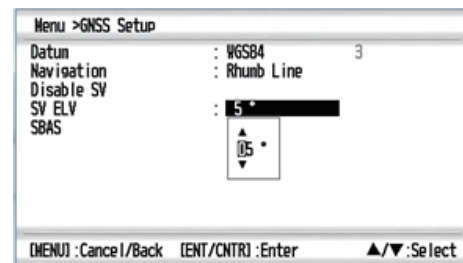 Menu >GNSS Setup
Datum : WGS84 3
Navigation : Rhumb Line
Disable SV
SV ELV : 5 °
SBAS
▲
05 °
▼
[MENU] :Cancel/Back [ENT/CNTR] :Enter ▲/▼ :Select